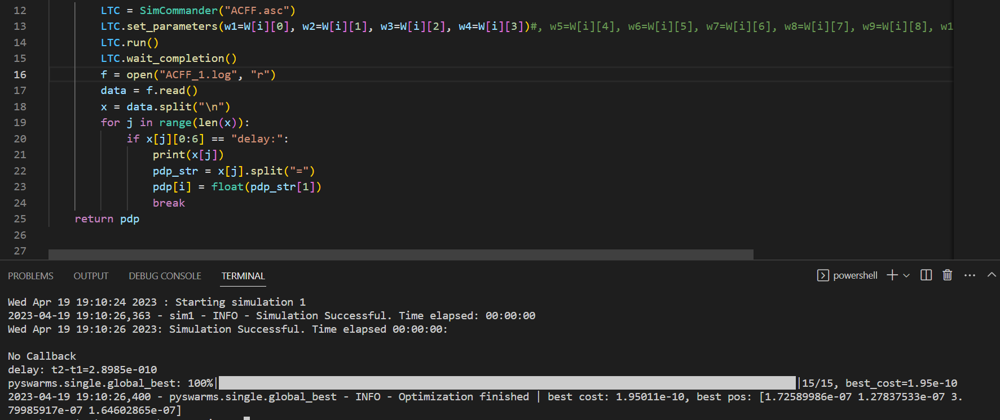 12 LTC = SimCommander("ACFF.asc")
13 LTC.set_parameters(w1=W[i][0], w2=W[i][1], w3=W[i][2], w4=W[i][3])#, w5=W[i][4], w6=W[i][5], w7=W[i][6], w8=W[i][7], w9=W[i][8], w1
14 LTC.run()
15 LTC.wait_completion()
16 f = open("ACFF_1.log", "r")
17 data = f.read()
18 x = data.split("\n")
19 for j in range(len(x)):
20 if x[j][0:6] == "delay:":
21 print(x[j])
22 pdp_str = x[j].split("=")
23 pdp[i] = float(pdp_str[1])
24 break
25 return pdp
26
27
PROBLEMS OUTPUT DEBUG CONSOLE TERMINAL powershell
Wed Apr 19 19:10:24 2023 : Starting simulation 1
2023-04-19 19:10:26,363 - sim1 - INFO - Simulation Successful. Time elapsed: 00:00:00
Wed Apr 19 19:10:26 2023: Simulation Successful. Time elapsed 00:00:00:
No Callback
delay: t2-t1=2.8985e-010
pyswarms.single.global_best: 100%| |15/15, best_cost=1.95e-10
2023-04-19 19:10:26,400 - pyswarms.single.global_best - INFO - Optimization finished | best cost: 1.95011e-10, best pos: [1.72589986e-07 1.27837533e-07 3.
79985917e-07 1.64602865e-07]